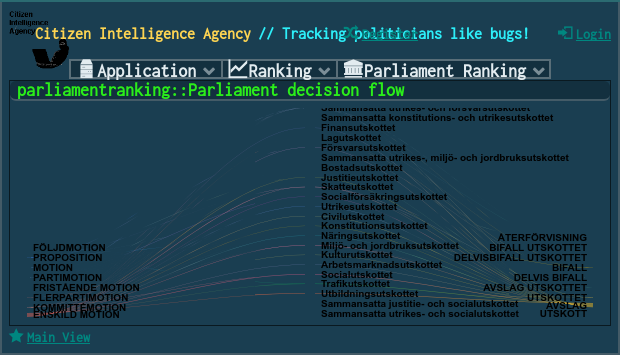 Citizen
Intelligence
Agency
Citizen Intelligence Agency // Tracking politicians like bugs!
Register
Login
Application
Ranking
Parliament Ranking
parliamentranking::Parliament decision flow
Sammansatta utrikes- och försvarsutskottet
Sammansatta konstitutions- och utrikesutskottet
Finansutskottet
Lagutskottet
Försvarsutskottet
Sammansatta utrikes-, miljö- och jordbruksutskottet
Bostadsutskottet
Justitieutskottet
Skatteutskottet
Socialförsäkringsutskottet
Utrikesutskottet
Civilutskottet
Konstitutionsutskottet
Näringsutskottet
Miljö- och jordbruksutskottet
Kulturutskottet
Arbetsmarknadsutskottet
Socialutskottet
Trafikutskottet
Utbildningsutskottet
Sammansatta justitie- och socialutskottet
Sammansatta utrikes- och socialutskottet
FÖLJDMOTION
PROPOSITION
MOTION
PARTIMOTION
FRISTÅENDE MOTION
FLERPARTIMOTION
KOMMITTÉMOTION
ENSKILD MOTION
ÅTERFÖRVISNING
BIFALL UTSKOTTET
DELVISBIFALL UTSKOTTET
BIFALL
DELVIS BIFALL
AVSLAG UTSKOTTET
UTSKOTTET
AVSLAG
UTSKOTT
Main View